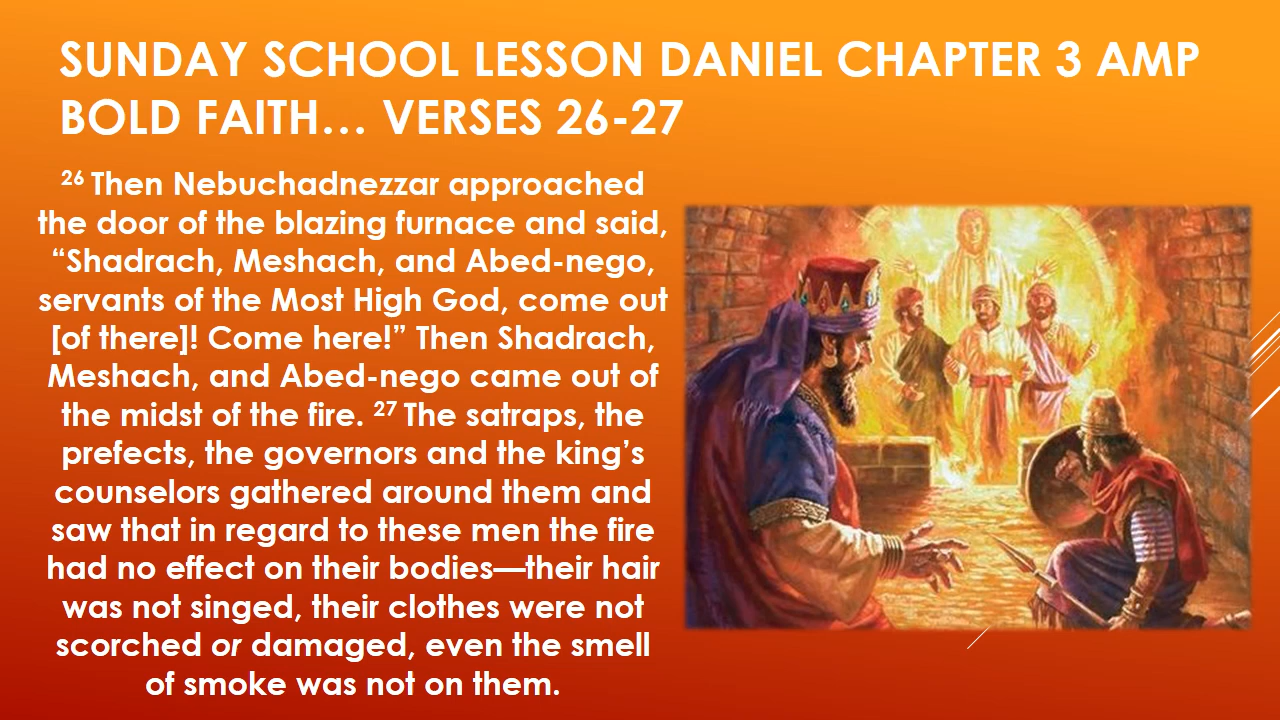 SUNDAY SCHOOL LESSON DANIEL CHAPTER 3 AMP
BOLD FAITH… VERSES 26-27
26 Then Nebuchadnezzar approached
the door of the blazing furnace and said,
“Shadrach, Meshach, and Abed-nego,
servants of the Most High God, come out
[of there]! Come here!” Then Shadrach,
Meshach, and Abed-nego came out of
the midst of the fire. 27 The satraps, the
prefects, the governors and the king’s
counselors gathered around them and
saw that in regard to these men the fire
had no effect on their bodies—their hair
was not singed, their clothes were not
scorched or damaged, even the smell
of smoke was not on them.